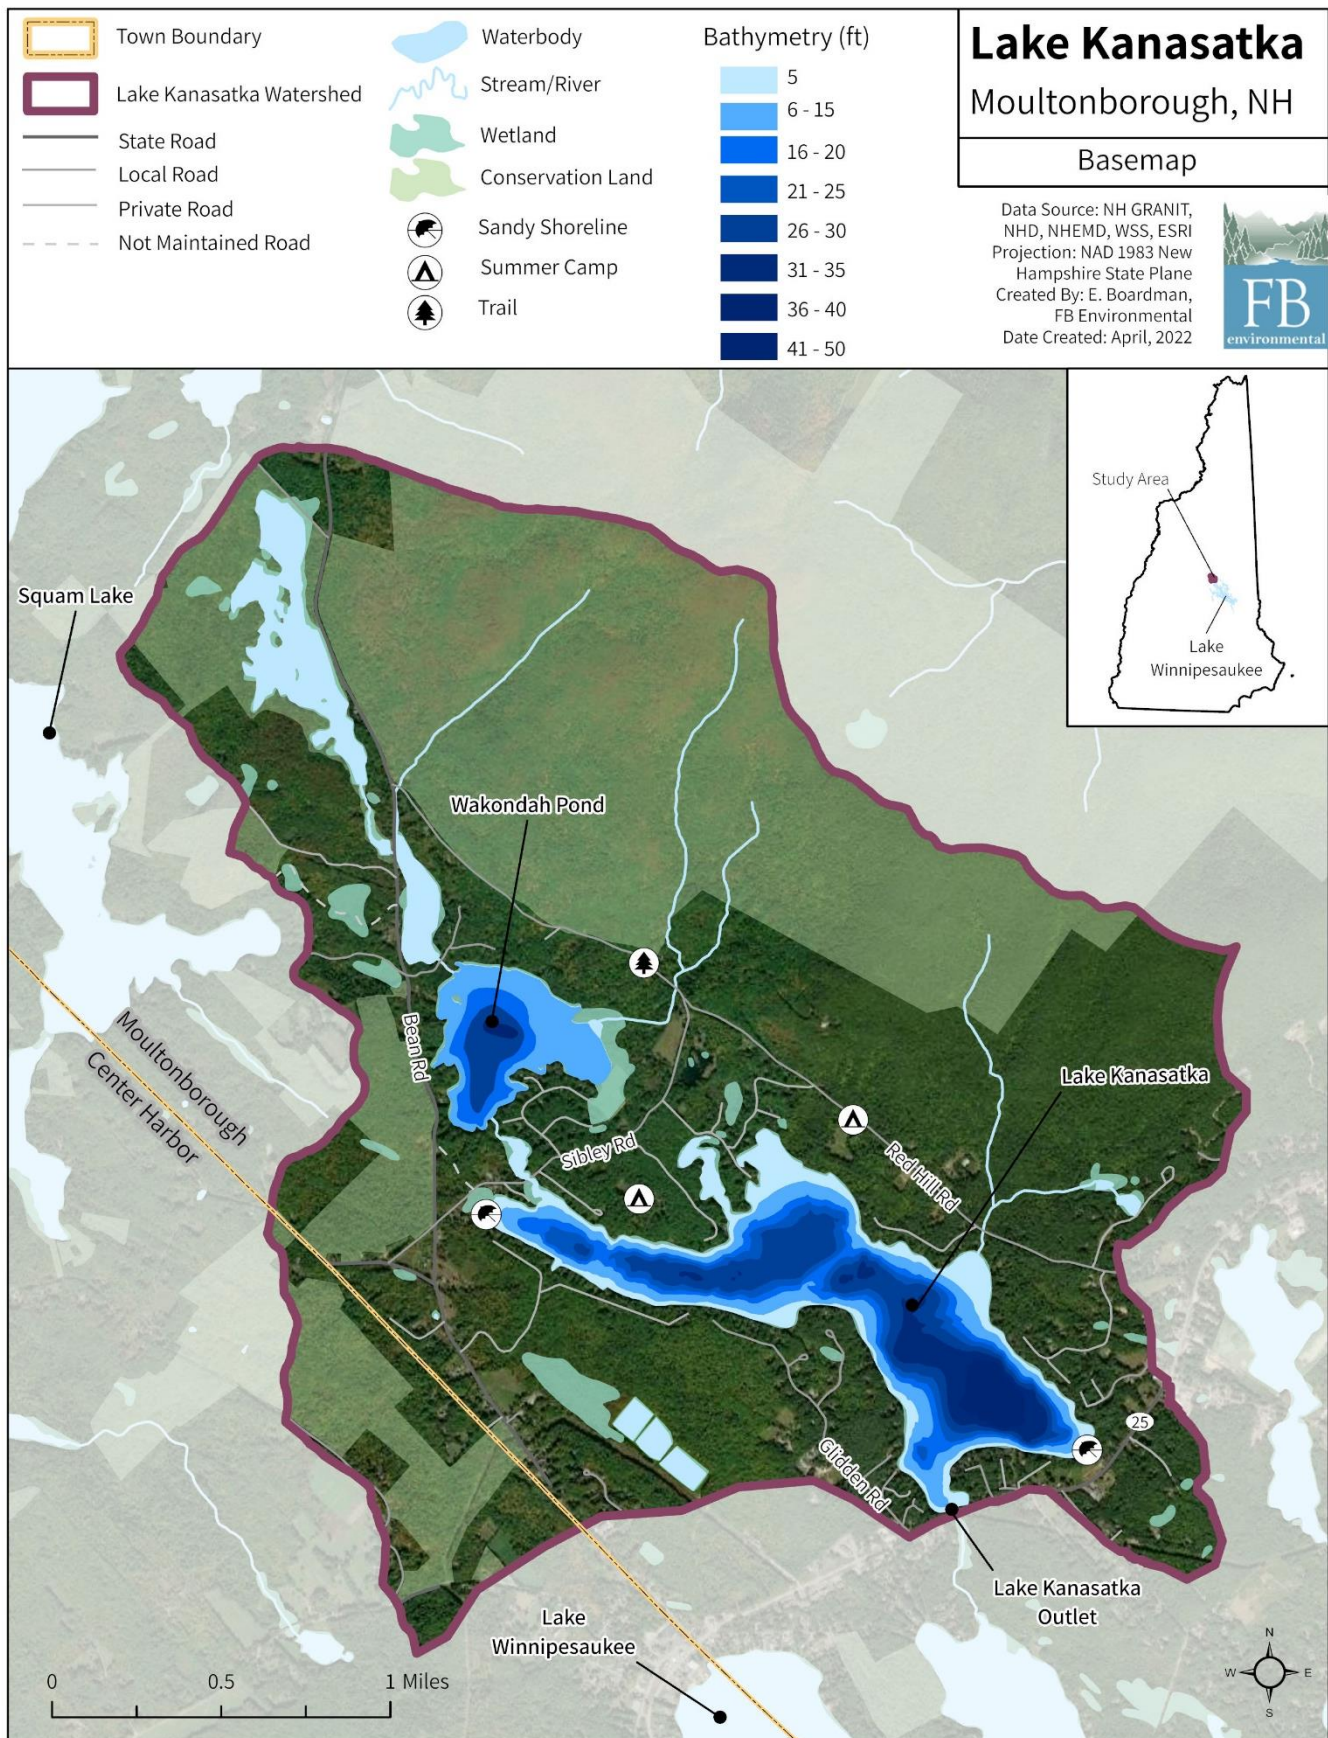 Town Boundary
Lake Kanasatka Watershed
State Road
Local Road
Private Road
Not Maintained Road
Waterbody
Stream/River
Wetland
Conservation Land
Sandy Shoreline
Summer Camp
Trail
Bathymetry (ft)
5
6 - 15
16 - 20
21 - 25
26 - 30
31 - 35
36 - 40
41 - 50
Lake Kanasatka
Moultonborough, NH
Basemap
Data Source: NH GRANIT,
NHD, NHEMD, WSS, ESRI
Projection: NAD 1983 New
Hampshire State Plane
Created By: E. Boardman,
FB Environmental
Date Created: April, 2022
FB
environmental
Study Area
Lake
Winnipesaukee
Squam Lake
Wakondah Pond
Moultonborough
Center Harbor
Bean Rd
Lake Kanasatka
Sibley Rd
Red Hill Rd
25
Glidden Rd
Lake Kanasatka
Outlet
Lake
Winnipesaukee
0 0.5 1 Miles
N
W E
S